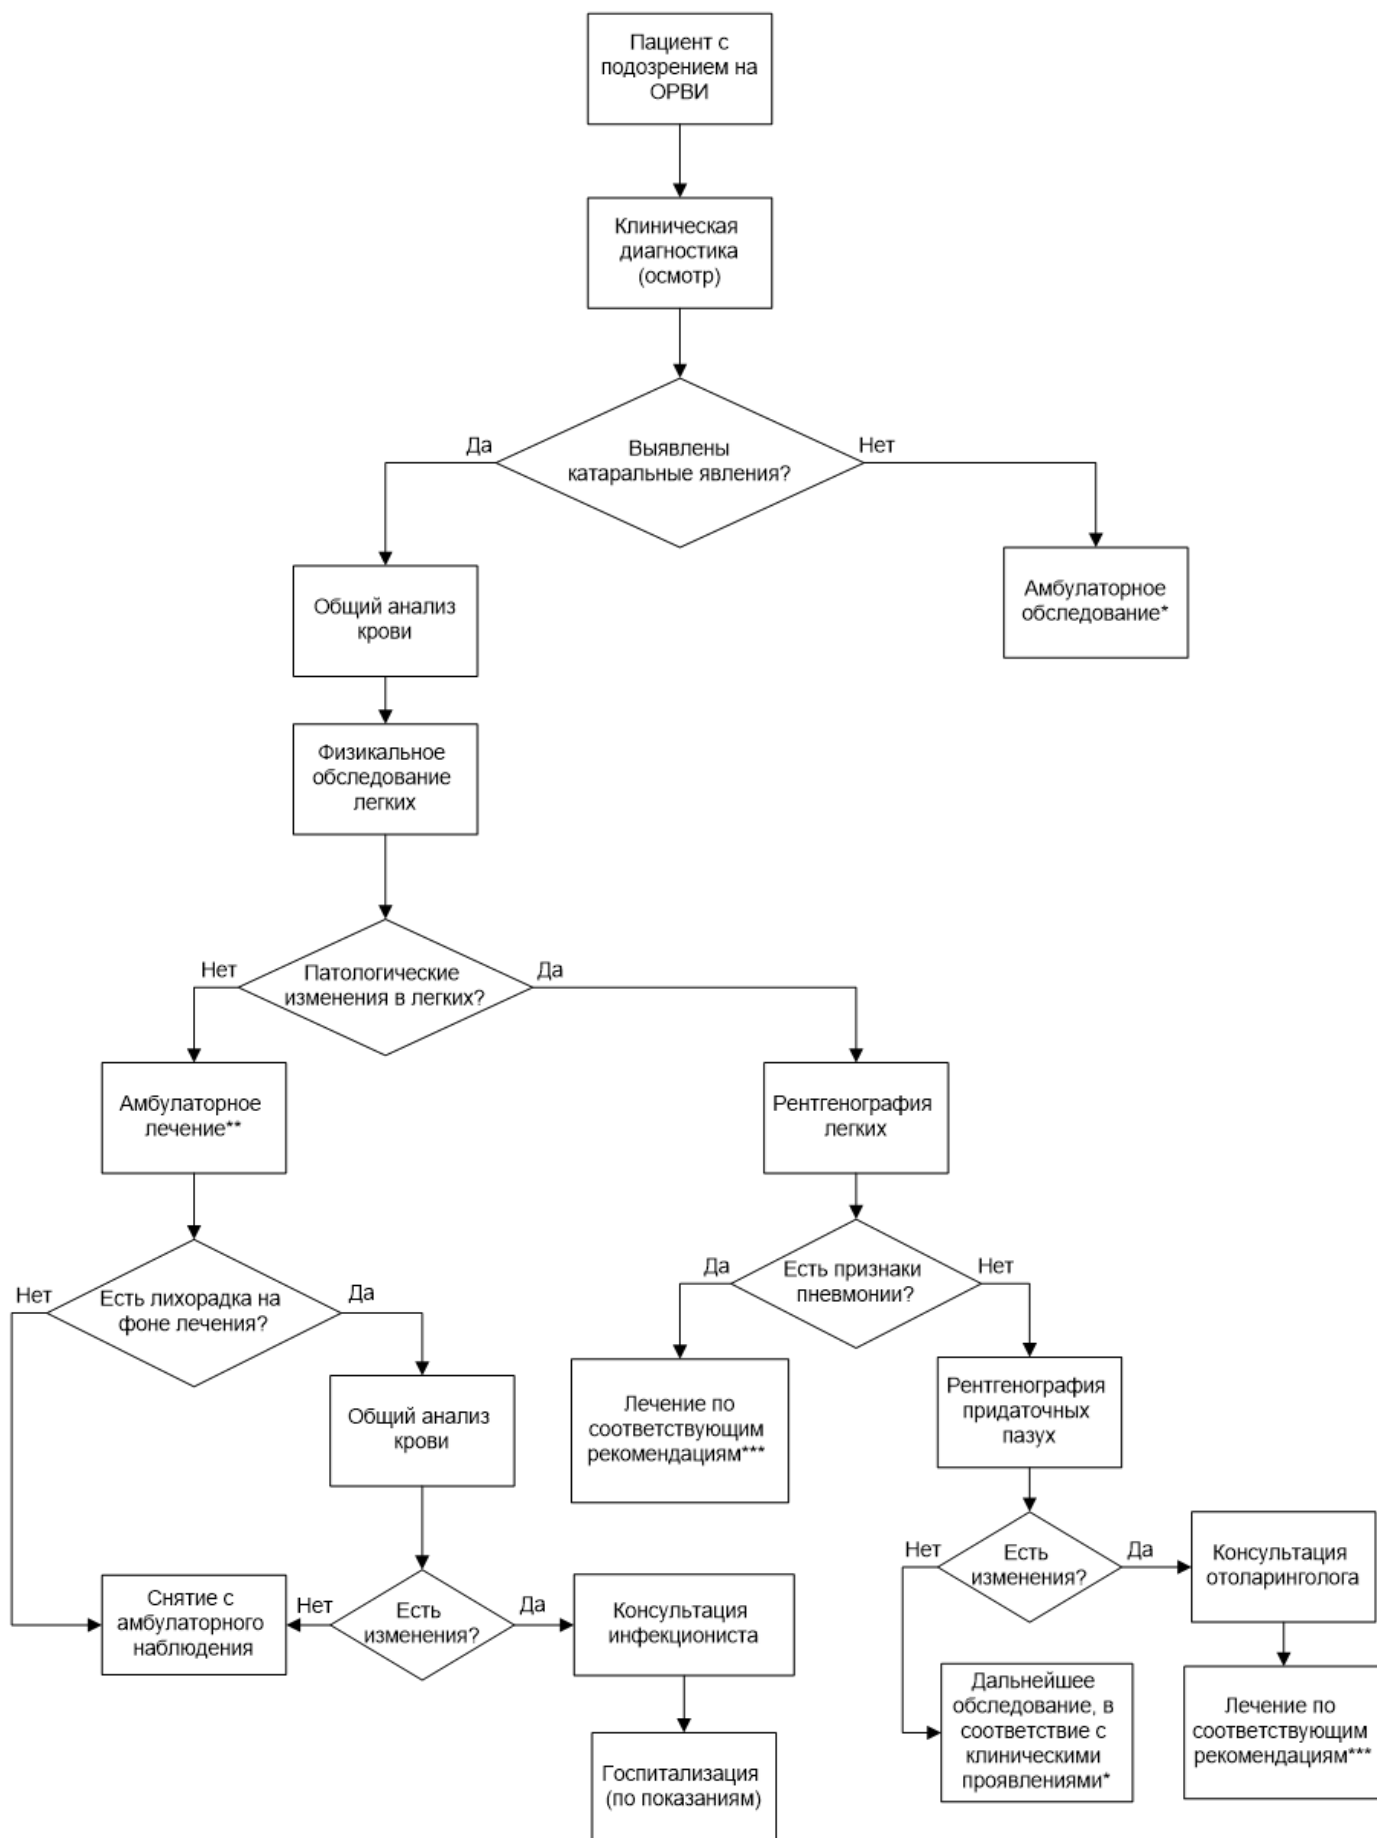 Пациент с
подозрением на
ОРВИ
Клиническая
диагностика
(осмотр)
Выявлены
катаральные явления?
Да
Нет
Общий анализ
крови
Амбулаторное
обследование*
Физикальное
обследование
легких
Патологические
изменения в легких?
Нет
Да
Амбулаторное
лечение**
Рентгенография
легких
Есть лихорадка на
фоне лечения?
Нет
Да
Есть признаки
пневмонии?
Да
Нет
Общий анализ
крови
Лечение по
соответствующим
рекомендациям***
Рентгенография
придаточных
пазух
Снятие с
амбулаторного
наблюдения
Нет
Есть
изменения?
Да
Консультация
инфекциониста
Нет
Есть
изменения?
Да
Консультация
отоларинголога
Госпитализация
(по показаниям)
Дальнейшее
обследование, в
соответствие с
клиническими
проявлениями*
Лечение по
соответствующим
рекомендациям***